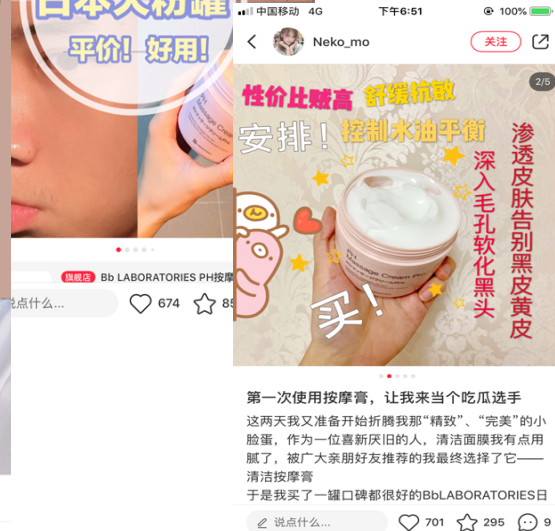 日本大粉罐
平价！好用！
PH
Massage Cream Pro
旗舰店 Bb LABORATORIES PH按摩
说点什么...
674
85
中国移动 4G 下午6:51 100%
Neko_mo
关注
2/5
性价比贼高
舒缓抗敏
安排！
控制水油平衡
渗透皮肤告别黑皮黄皮
深入毛孔软化黑头
PH
Massage Cream Pro
买！
第一次使用按摩膏，让我来当个吃瓜选手
这两天我又准备开始折腾我那“精致”、“完美”的小
脸蛋，作为一位喜新厌旧的人，清洁面膜我有点用
腻了，被广大亲朋好友推荐的我最终选择了它——
清洁按摩膏
于是我买了一罐口碑都很好的BbLABORATORIES日
说点什么...
701
295
9